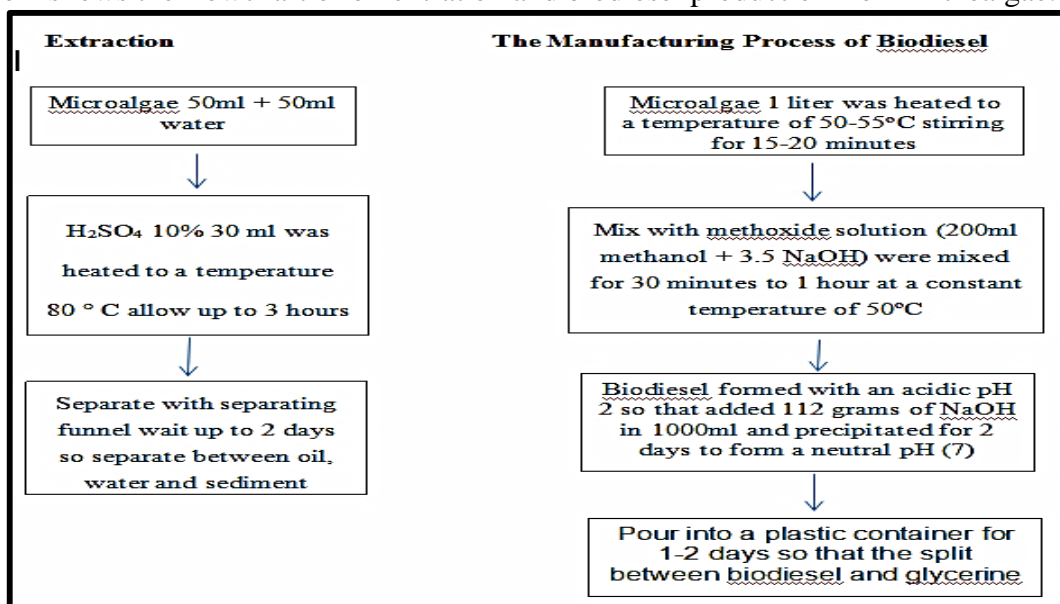 Extraction
Microalgae 50ml + 50ml
water
H₂SO₄ 10% 30 ml was
heated to a temperature
80 ° C allow up to 3 hours
Separate with separating
funnel wait up to 2 days
so separate between oil,
water and sediment
The Manufacturing Process of Biodiesel
Microalgae 1 liter was heated to
a temperature of 50-55°C stirring
for 15-20 minutes
Mix with methoxide solution (200ml
methanol + 3.5 NaOH) were mixed
for 30 minutes to 1 hour at a constant
temperature of 50°C
Biodiesel formed with an acidic pH
2 so that added 112 grams of NaOH
in 1000ml and precipitated for 2
days to form a neutral pH (7)
Pour into a plastic container for
1-2 days so that the split
between biodiesel and glycerine